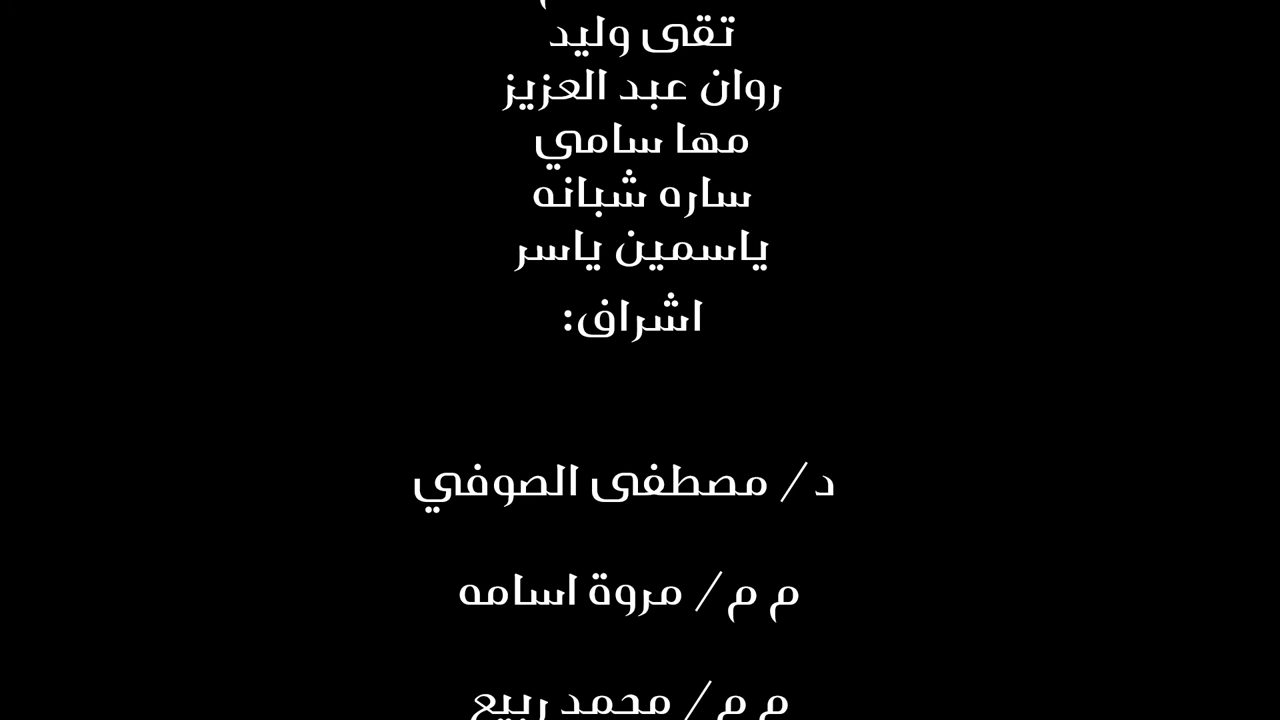 تقى وليد
روان عبد العزيز
مها سامي
ساره شبانه
ياسمين ياسر
اشراف:
د/ مصطفى الصوفي
م م/ مروة اسامه
م م/ محمد ربيع